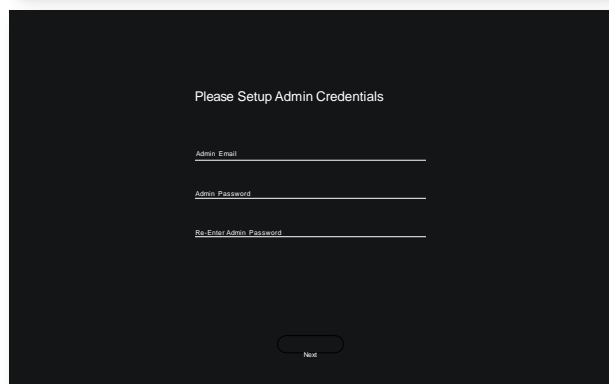 Please Setup Admin Credentials
Admin Email
Admin Password
Re-Enter Admin Password
Next